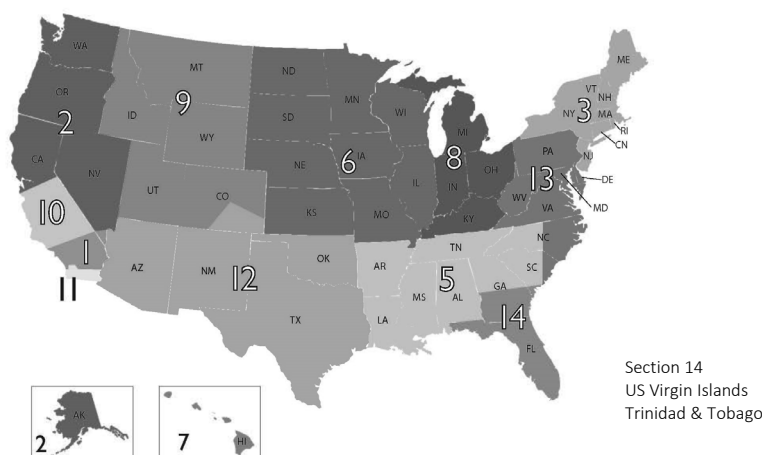 WA
MT
ND
ME
OR
MN
VT
NH
ID
9
SD
WI
NY
3
MA
2
WY
MI
RI
CN
6
IA
8
PA
NJ
CA
NV
NE
OH
13
DE
UT
CO
IL
IN
WV
MD
KS
MO
KY
VA
10
1
NC
11
AZ
NM
12
OK
AR
TN
SC
5
GA
MS
AL
14
TX
LA
FL
Section 14
US Virgin Islands
Trinidad & Tobago
AK
2
7
HI